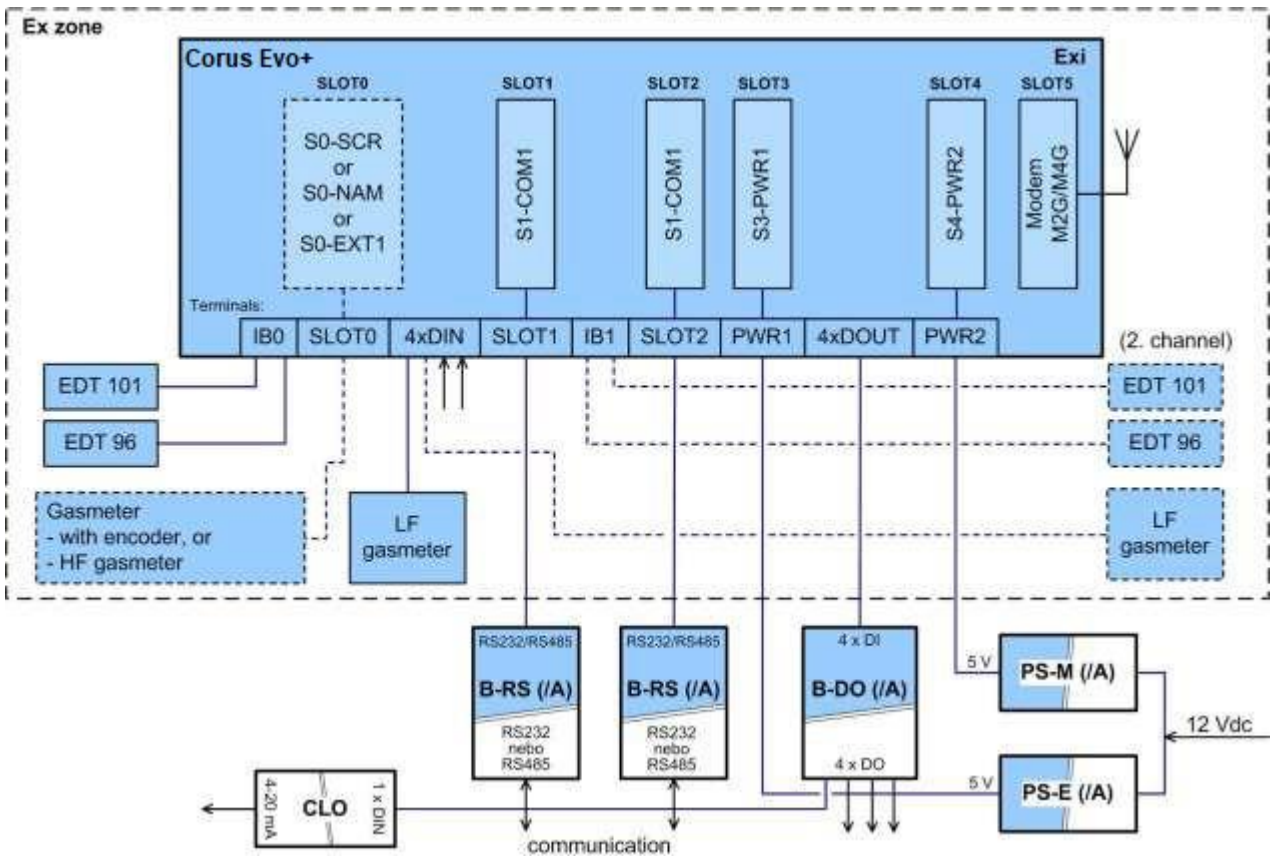 Ex zone
Corus Evo+
Exi
SLOT0
SLOT1
SLOT2
SLOT3
SLOT4
SLOT5
S0-SCR
or
S0-NAM
or
S0-EXT1
S1-COM1
S1-COM1
S3-PWR1
S4-PWR2
Modem
M2G/M4G
Terminals:
IB0
SLOT0
4xDIN
SLOT1
IB1
SLOT2
PWR1
4xDOUT
PWR2
(2. channel)
EDT 101
EDT 96
EDT 101
EDT 96
Gasmeter
- with encoder, or
- HF gasmeter
LF
gasmeter
LF
gasmeter
RS232/RS485
B-RS (/A)
RS232
nebo
RS485
RS232/RS485
B-RS (/A)
RS232
nebo
RS485
4 x DI
B-DO (/A)
4 x DO
5 V
PS-M (/A)
12 Vdc
5 V
PS-E (/A)
4-20 mA
CLO
1 x DIN
communication